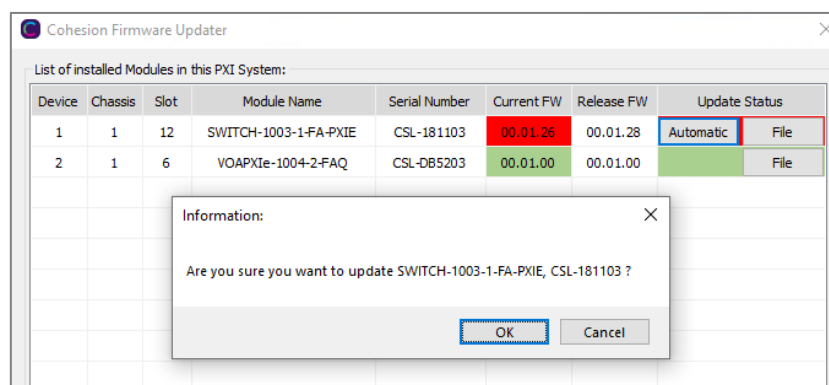 Cohesion Firmware Updater
List of installed Modules in this PXI System:
Device Chassis Slot Module Name Serial Number Current FW Release FW Update Status
1 1 12 SWITCH-1003-1-FA-PXIE CSL-181103 00.01.26 00.01.28 Automatic File
2 1 6 VOAPXIe-1004-2-FAQ CSL-DB5203 00.01.00 00.01.00 File
Information:
Are you sure you want to update SWITCH-1003-1-FA-PXIE, CSL-181103 ?
OK Cancel